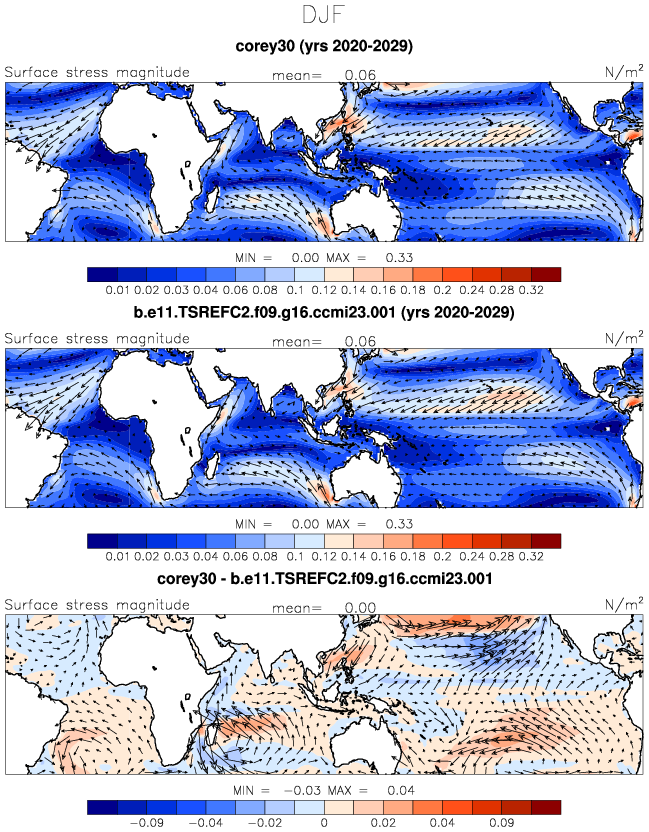 DJF
corey30 (yrs 2020-2029)
Surface stress magnitude mean= 0.06 N/m²
MIN = 0.00 MAX = 0.33
0.01 0.02 0.03 0.04 0.06 0.08 0.1 0.12 0.14 0.16 0.18 0.2 0.24 0.28 0.32
b.e11.TSREFC2.f09.g16.ccmi23.001 (yrs 2020-2029)
Surface stress magnitude mean= 0.06 N/m²
MIN = 0.00 MAX = 0.33
0.01 0.02 0.03 0.04 0.06 0.08 0.1 0.12 0.14 0.16 0.18 0.2 0.24 0.28 0.32
corey30 - b.e11.TSREFC2.f09.g16.ccmi23.001
Surface stress magnitude mean= 0.00 N/m²
MIN = −0.03 MAX = 0.04
−0.09 −0.04 −0.02 0 0.02 0.04 0.09